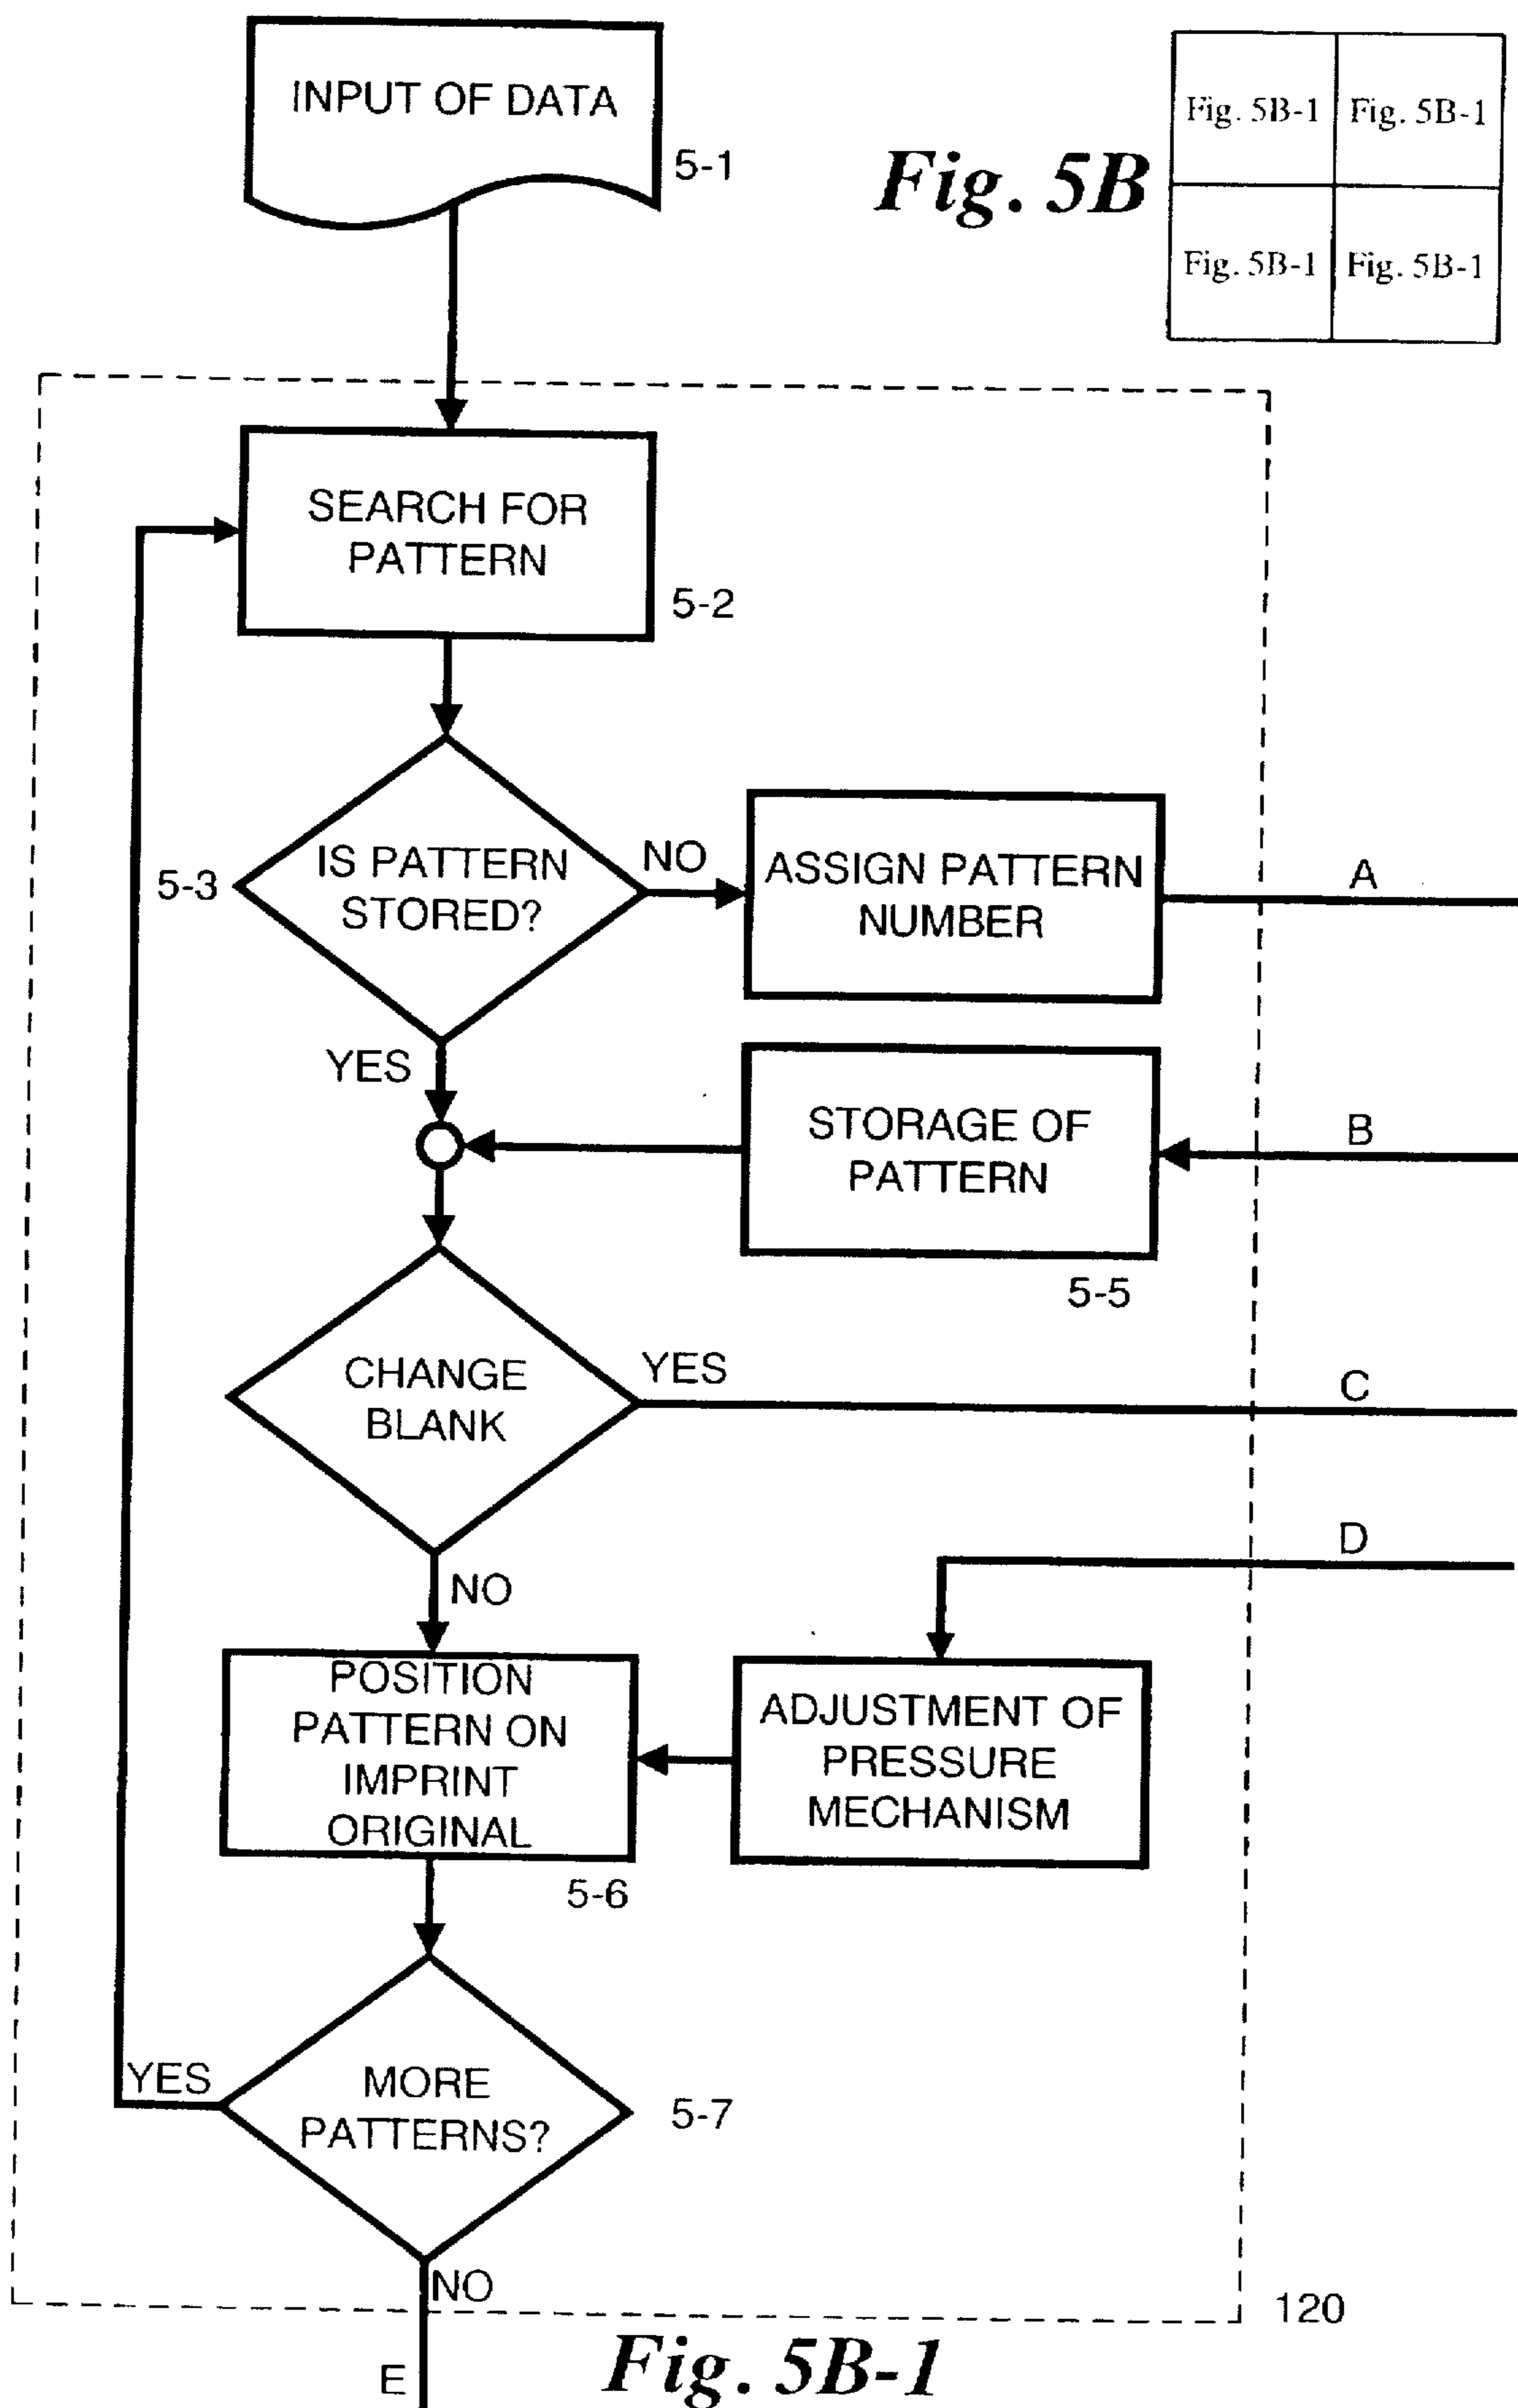 INPUT OF DATA
5-1
Fig. 5B
Fig. 5B-1
Fig. 5B-1
Fig. 5B-1
Fig. 5B-1
SEARCH FOR
PATTERN
5-2
5-3
IS PATTERN
STORED?
NO
ASSIGN PATTERN
NUMBER
A
YES
STORAGE OF
PATTERN
B
5-5
CHANGE
BLANK
YES
C
D
NO
POSITION
PATTERN ON
IMPRINT
ORIGINAL
5-6
ADJUSTMENT OF
PRESSURE
MECHANISM
YES
MORE
PATTERNS?
5-7
NO
120
E
Fig. 5B-1